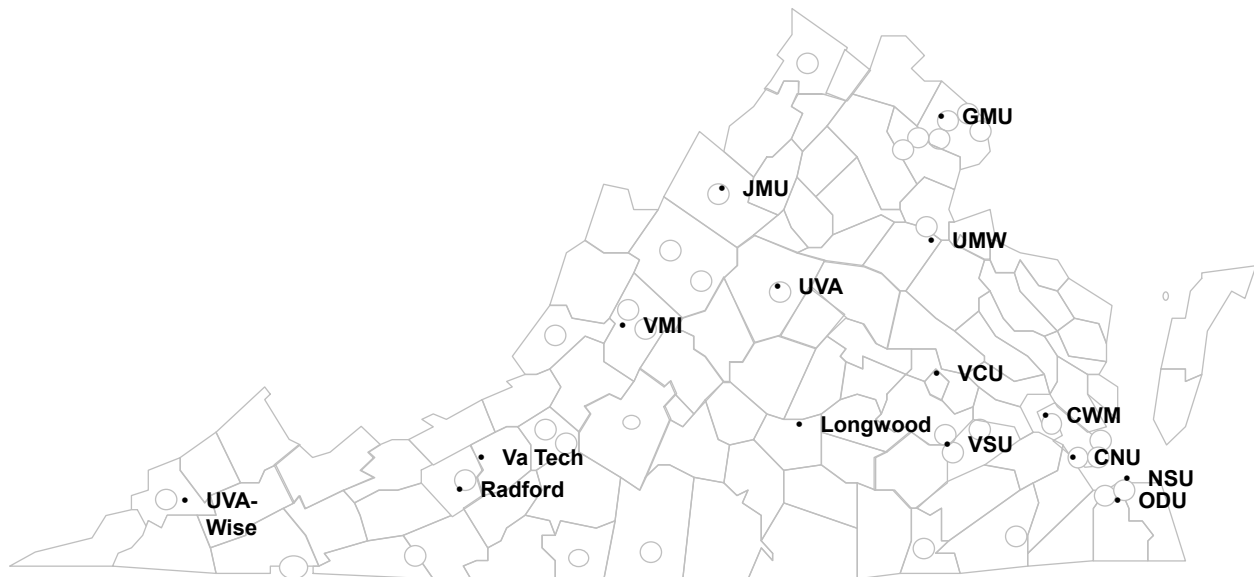 GMU
JMU
UMW
UVA
VMI
VCU
CWM
Longwood
VSU
Va Tech
CNU
NSU
Radford
ODU
UVA-
Wise